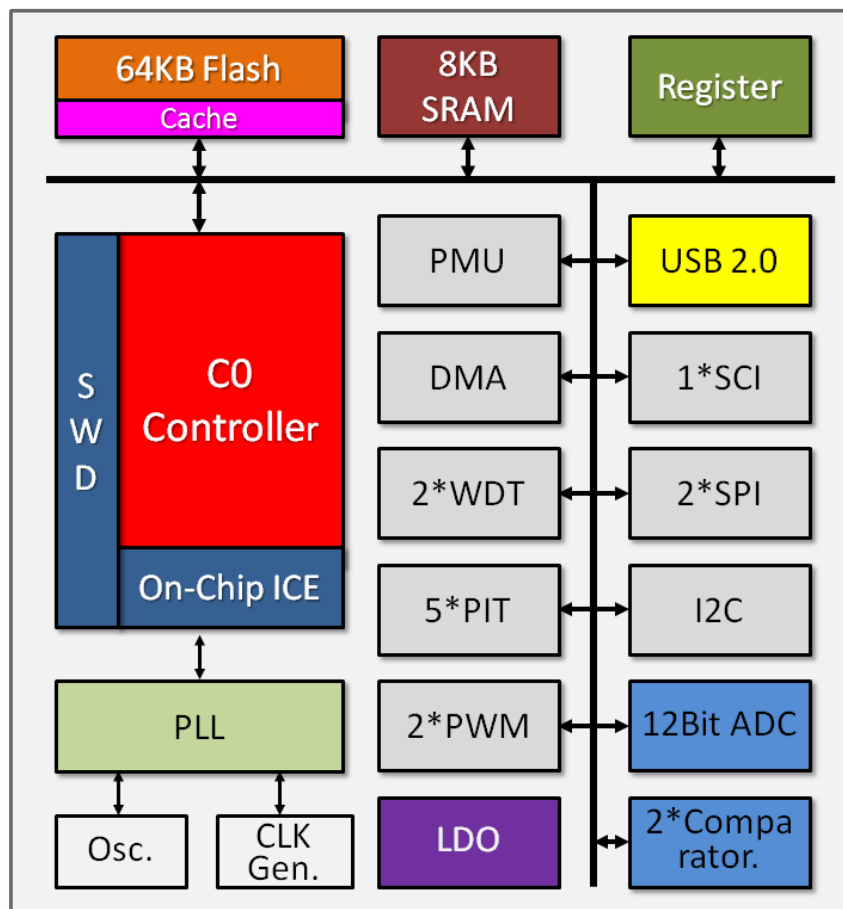 64KB Flash
Cache
8KB
SRAM
Register
S
W
D
C0
Controller
On-Chip ICE
PMU
USB 2.0
DMA
1*SCI
2*WDT
2*SPI
5*PIT
I2C
PLL
2*PWM
12Bit ADC
Osc.
CLK
Gen.
LDO
2*Compa
rator.